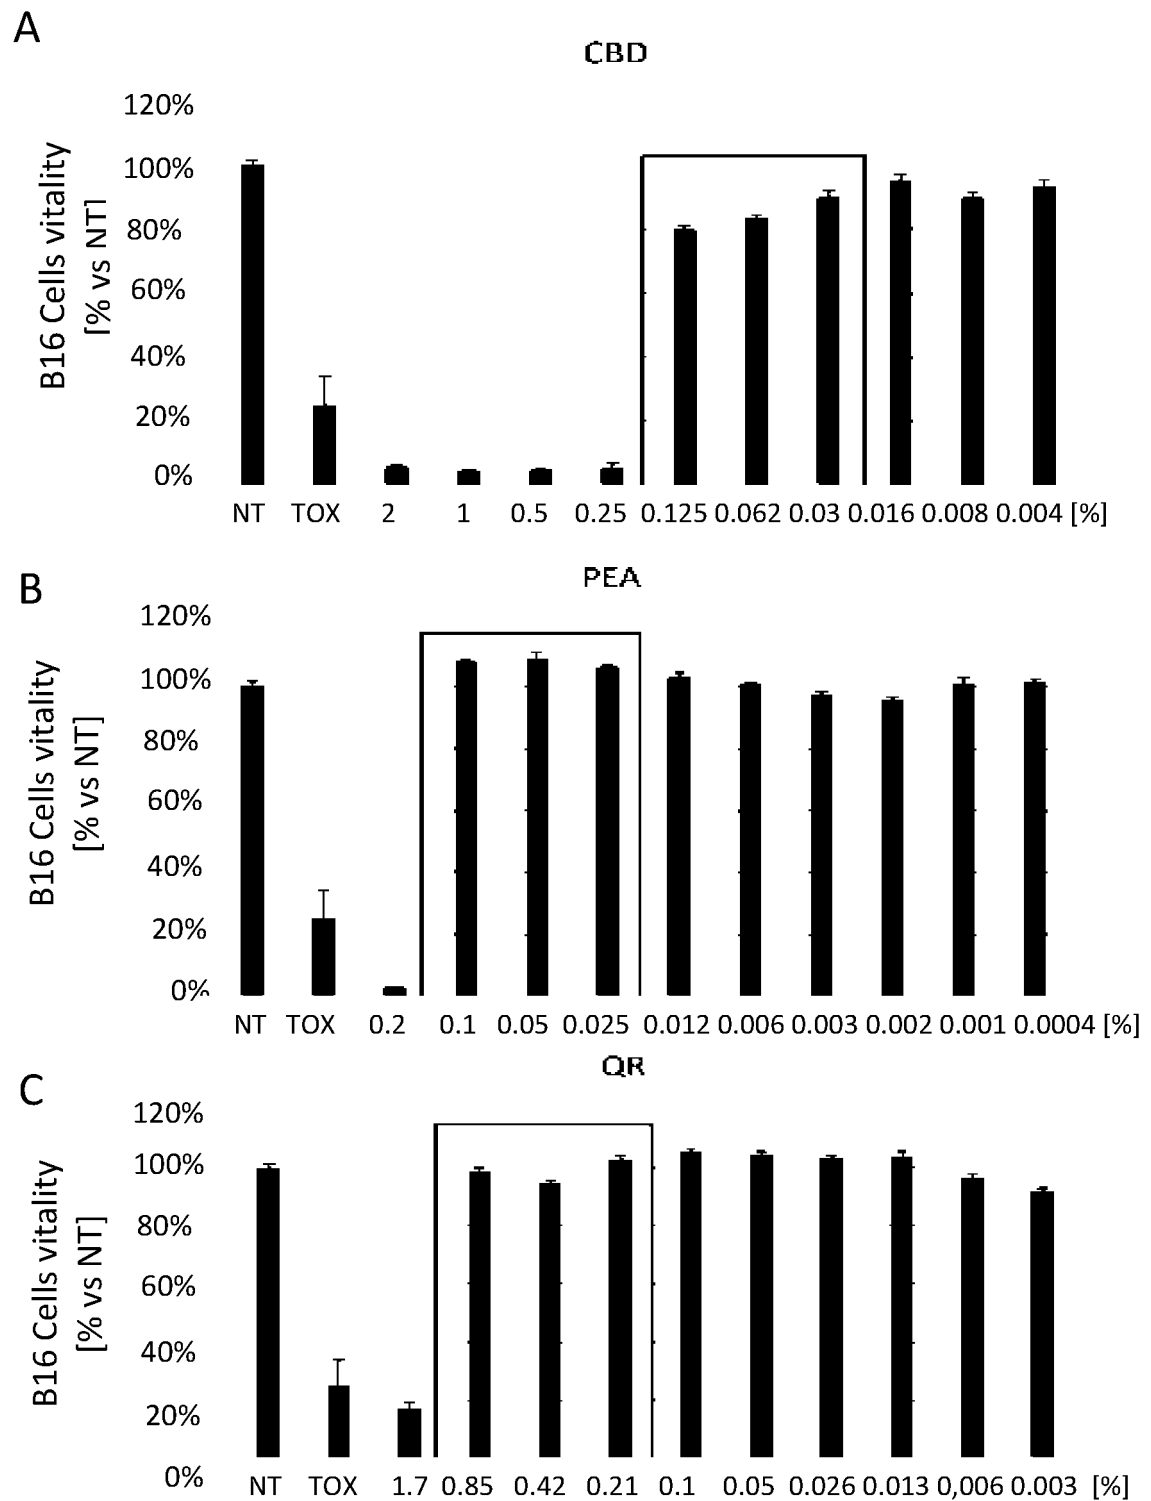 A
CBD
B16 Cells vitality
[% vs NT]
120%
100%
80%
60%
40%
20%
0%
NT TOX 2 1 0.5 0.25 0.125 0.062 0.03 0.016 0.008 0.004 [%]
B
PEA
B16 Cells vitality
[% vs NT]
120%
100%
80%
60%
40%
20%
0%
NT TOX 0.2 0.1 0.05 0.025 0.012 0.006 0.003 0.002 0.001 0.0004 [%]
C
QR
B16 Cells vitality
[% vs NT]
120%
100%
80%
60%
40%
20%
0%
NT TOX 1.7 0.85 0.42 0.21 0.1 0.05 0.026 0.013 0,006 0.003 [%]